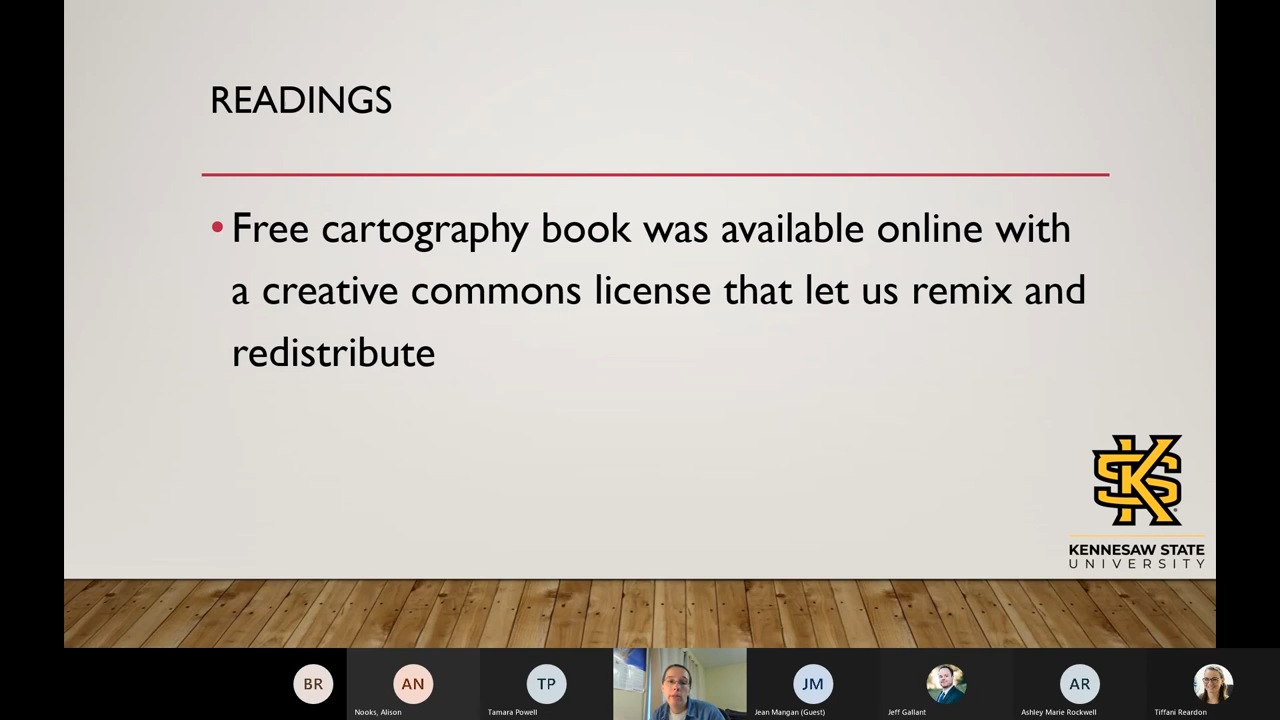 READINGS
• Free cartography book was available online with
a creative commons license that let us remix and
redistribute
KS
KENNESAW STATE
UNIVERSITY
BR
AN
TP
JM
AR
Nooks, Alison
Tamara Powell
Jean Mangan (Guest)
Jeff Gallant
Ashley Marie Rockwell
Tiffani Reardon